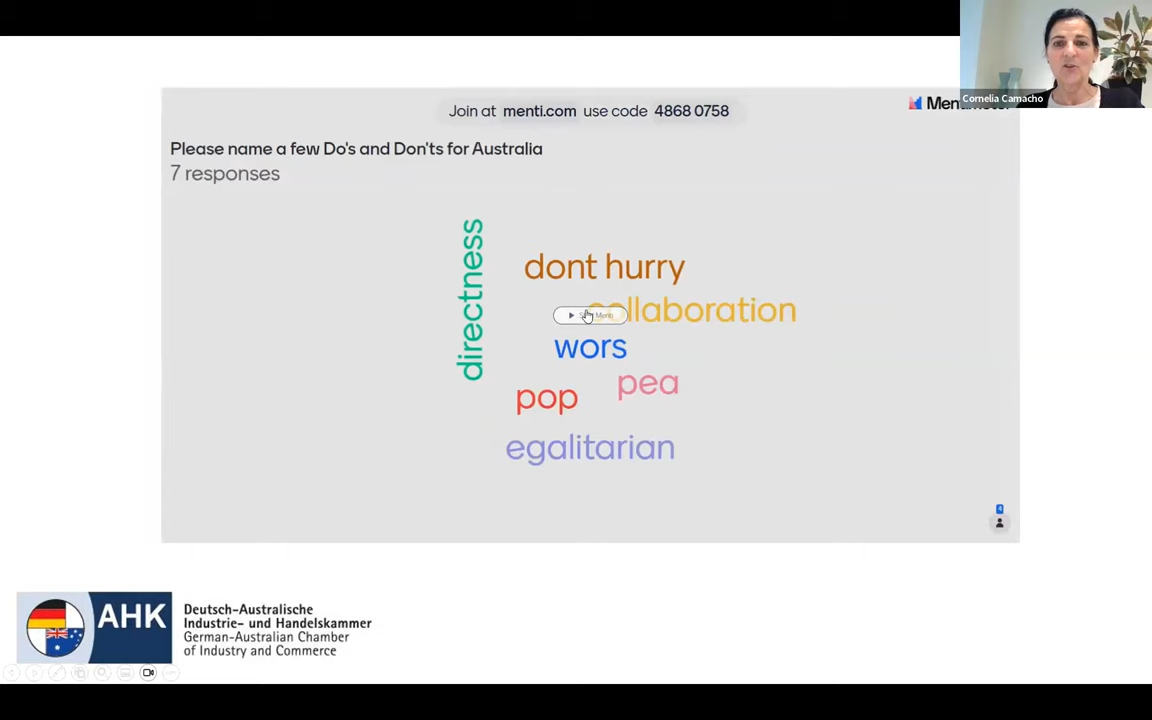 Cornelia Camacho
Join at menti.com use code 4868 0758
Please name a few Do's and Don'ts for Australia
7 responses
directness
dont hurry
collaboration
wors
pea
pop
egalitarian
4
AHK
Deutsch-Australische
Industrie- und Handelskammer
German-Australian Chamber
of Industry and Commerce